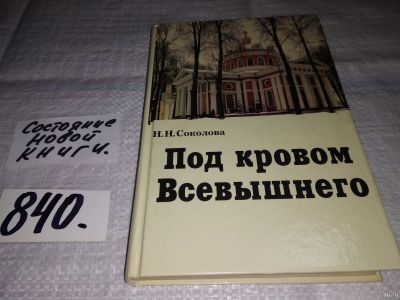 Состояние
новой
книги.
840.
Н.Н.Соколова
Под кровом
Всевышнего